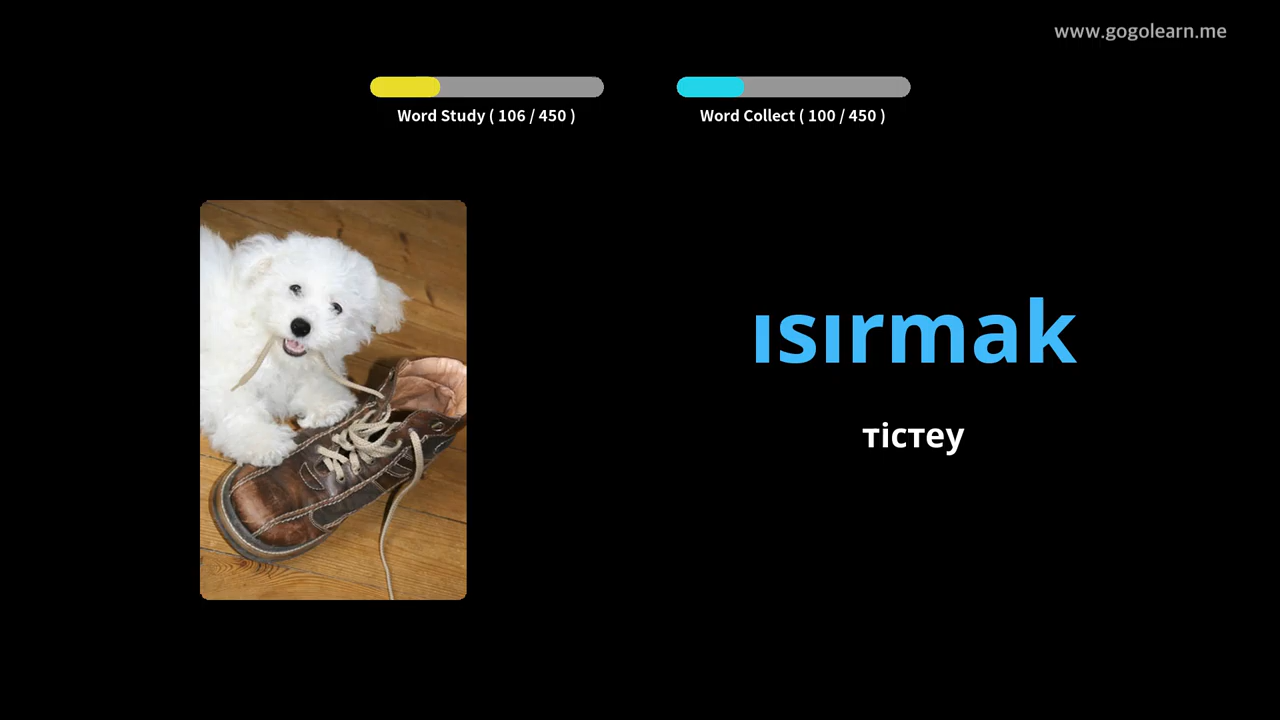 www.gogolearn.me
Word Study ( 106 / 450 )
Word Collect ( 100 / 450 )
ısırmak
тістеу